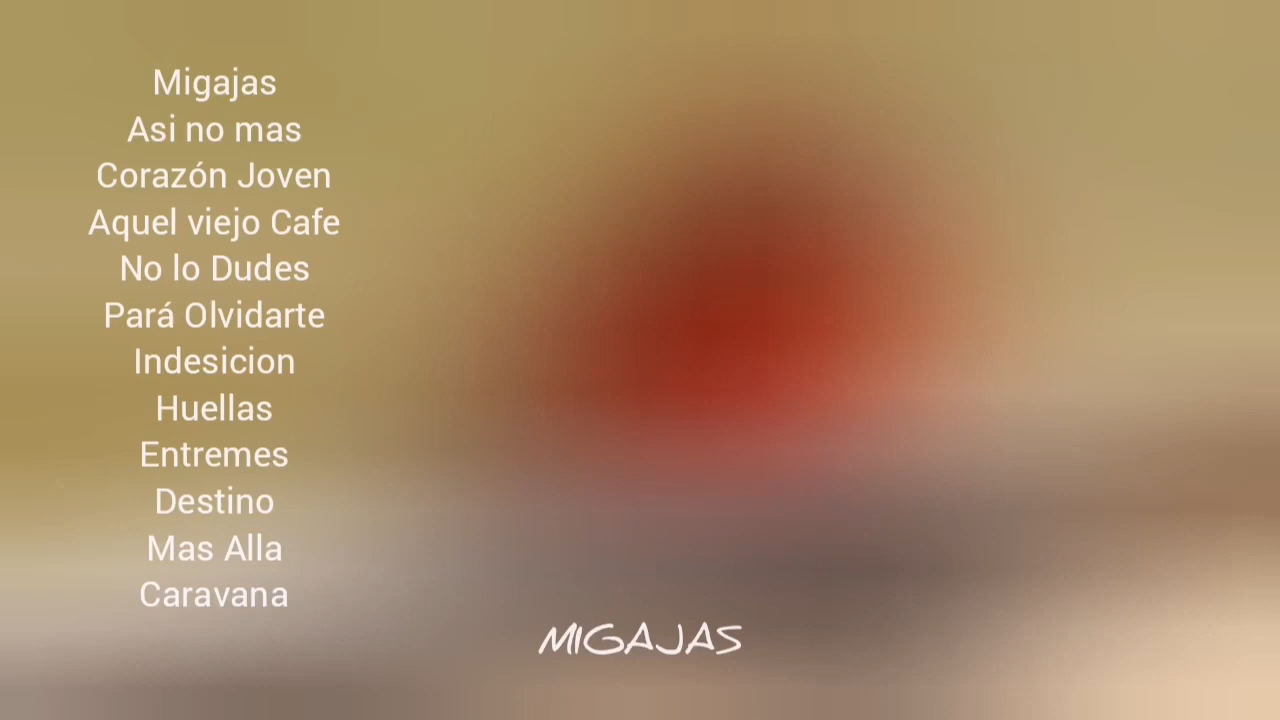 Migajas
Asi no mas
Corazón Joven
Aquel viejo Cafe
No lo Dudes
Pará Olvidarte
Indesicion
Huellas
Entremes
Destino
Mas Alla
Caravana
MIGAJAS